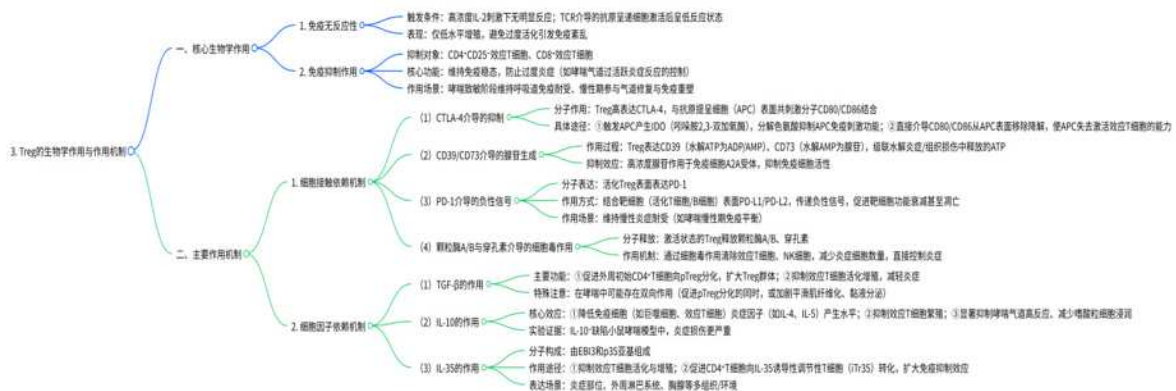 3. Treg的生物学作用与作用机制
一、核心生物学作用
1. 免疫无反应性
触发条件：高浓度IL-2刺激下无明显反应；TCR介导的抗原呈递细胞激活后呈低反应状态
表现：仅低水平增殖，避免过度活化引发免疫紊乱
2. 免疫抑制作用
抑制对象：CD4⁺CD25⁻效应T细胞、CD8⁺效应T细胞
核心功能：维持免疫稳态，防止过度炎症（如哮喘气道过活跃炎症反应的控制）
作用场景：哮喘致敏阶段维持呼吸道免疫耐受、慢性期参与气道修复与免疫重塑
二、主要作用机制
1. 细胞接触依赖机制
（1）CTLA-4介导的抑制
分子作用：Treg高表达CTLA-4，与抗原提呈细胞（APC）表面共刺激分子CD80/CD86结合
具体途径：①触发APC产生IDO（吲哚胺2,3-双加氧酶），分解色氨酸抑制APC免疫刺激功能；②直接介导CD80/CD86从APC表面移除降解，使APC失去激活效应T细胞的能力
（2）CD39/CD73介导的腺苷生成
作用过程：Treg表达CD39（水解ATP为ADP/AMP）、CD73（水解AMP为腺苷），级联水解炎症/组织损伤中释放的ATP
抑制效应：高浓度腺苷作用于免疫细胞A2A受体，抑制免疫细胞活性
（3）PD-1介导的负性信号
分子表达：活化Treg表面表达PD-1
作用方式：结合靶细胞（活化T细胞/B细胞）表面PD-L1/PD-L2，传递负性信号，促进靶细胞功能衰减甚至凋亡
作用场景：维持慢性炎症耐受（如哮喘慢性期免疫平衡）
（4）颗粒酶A/B与穿孔素介导的细胞毒作用
分子释放：激活状态的Treg释放颗粒酶A/B、穿孔素
作用机制：通过细胞毒作用清除效应T细胞、NK细胞，减少炎症细胞数量，直接控制炎症
2. 细胞因子依赖机制
（1）TGF-β的作用
主要功能：①促进外周初始CD4⁺T细胞向pTreg分化，扩大Treg群体；②抑制效应T细胞活化增殖，减轻炎症
特殊注意：在哮喘中可能存在双向作用（促进pTreg分化的同时，或加剧平滑肌纤维化、黏液分泌）
（2）IL-10的作用
核心效应：①降低免疫细胞（如巨噬细胞、效应T细胞）炎症因子（如IL-4、IL-5）产生水平；②抑制效应T细胞繁殖；③显著抑制哮喘气道高反应、减少嗜酸粒细胞浸润
实验证据：IL-10⁻缺陷小鼠哮喘模型中，炎症损伤更严重
（3）IL-35的作用
分子构成：由EBI3和p35亚基组成
作用途径：①抑制效应T细胞活化与增殖；②促进CD4⁺T细胞向IL-35诱导性调节性T细胞（iTr35）转化，扩大免疫抑制效应
表达场景：炎症部位、外周淋巴系统、胸腺等多组织/环境